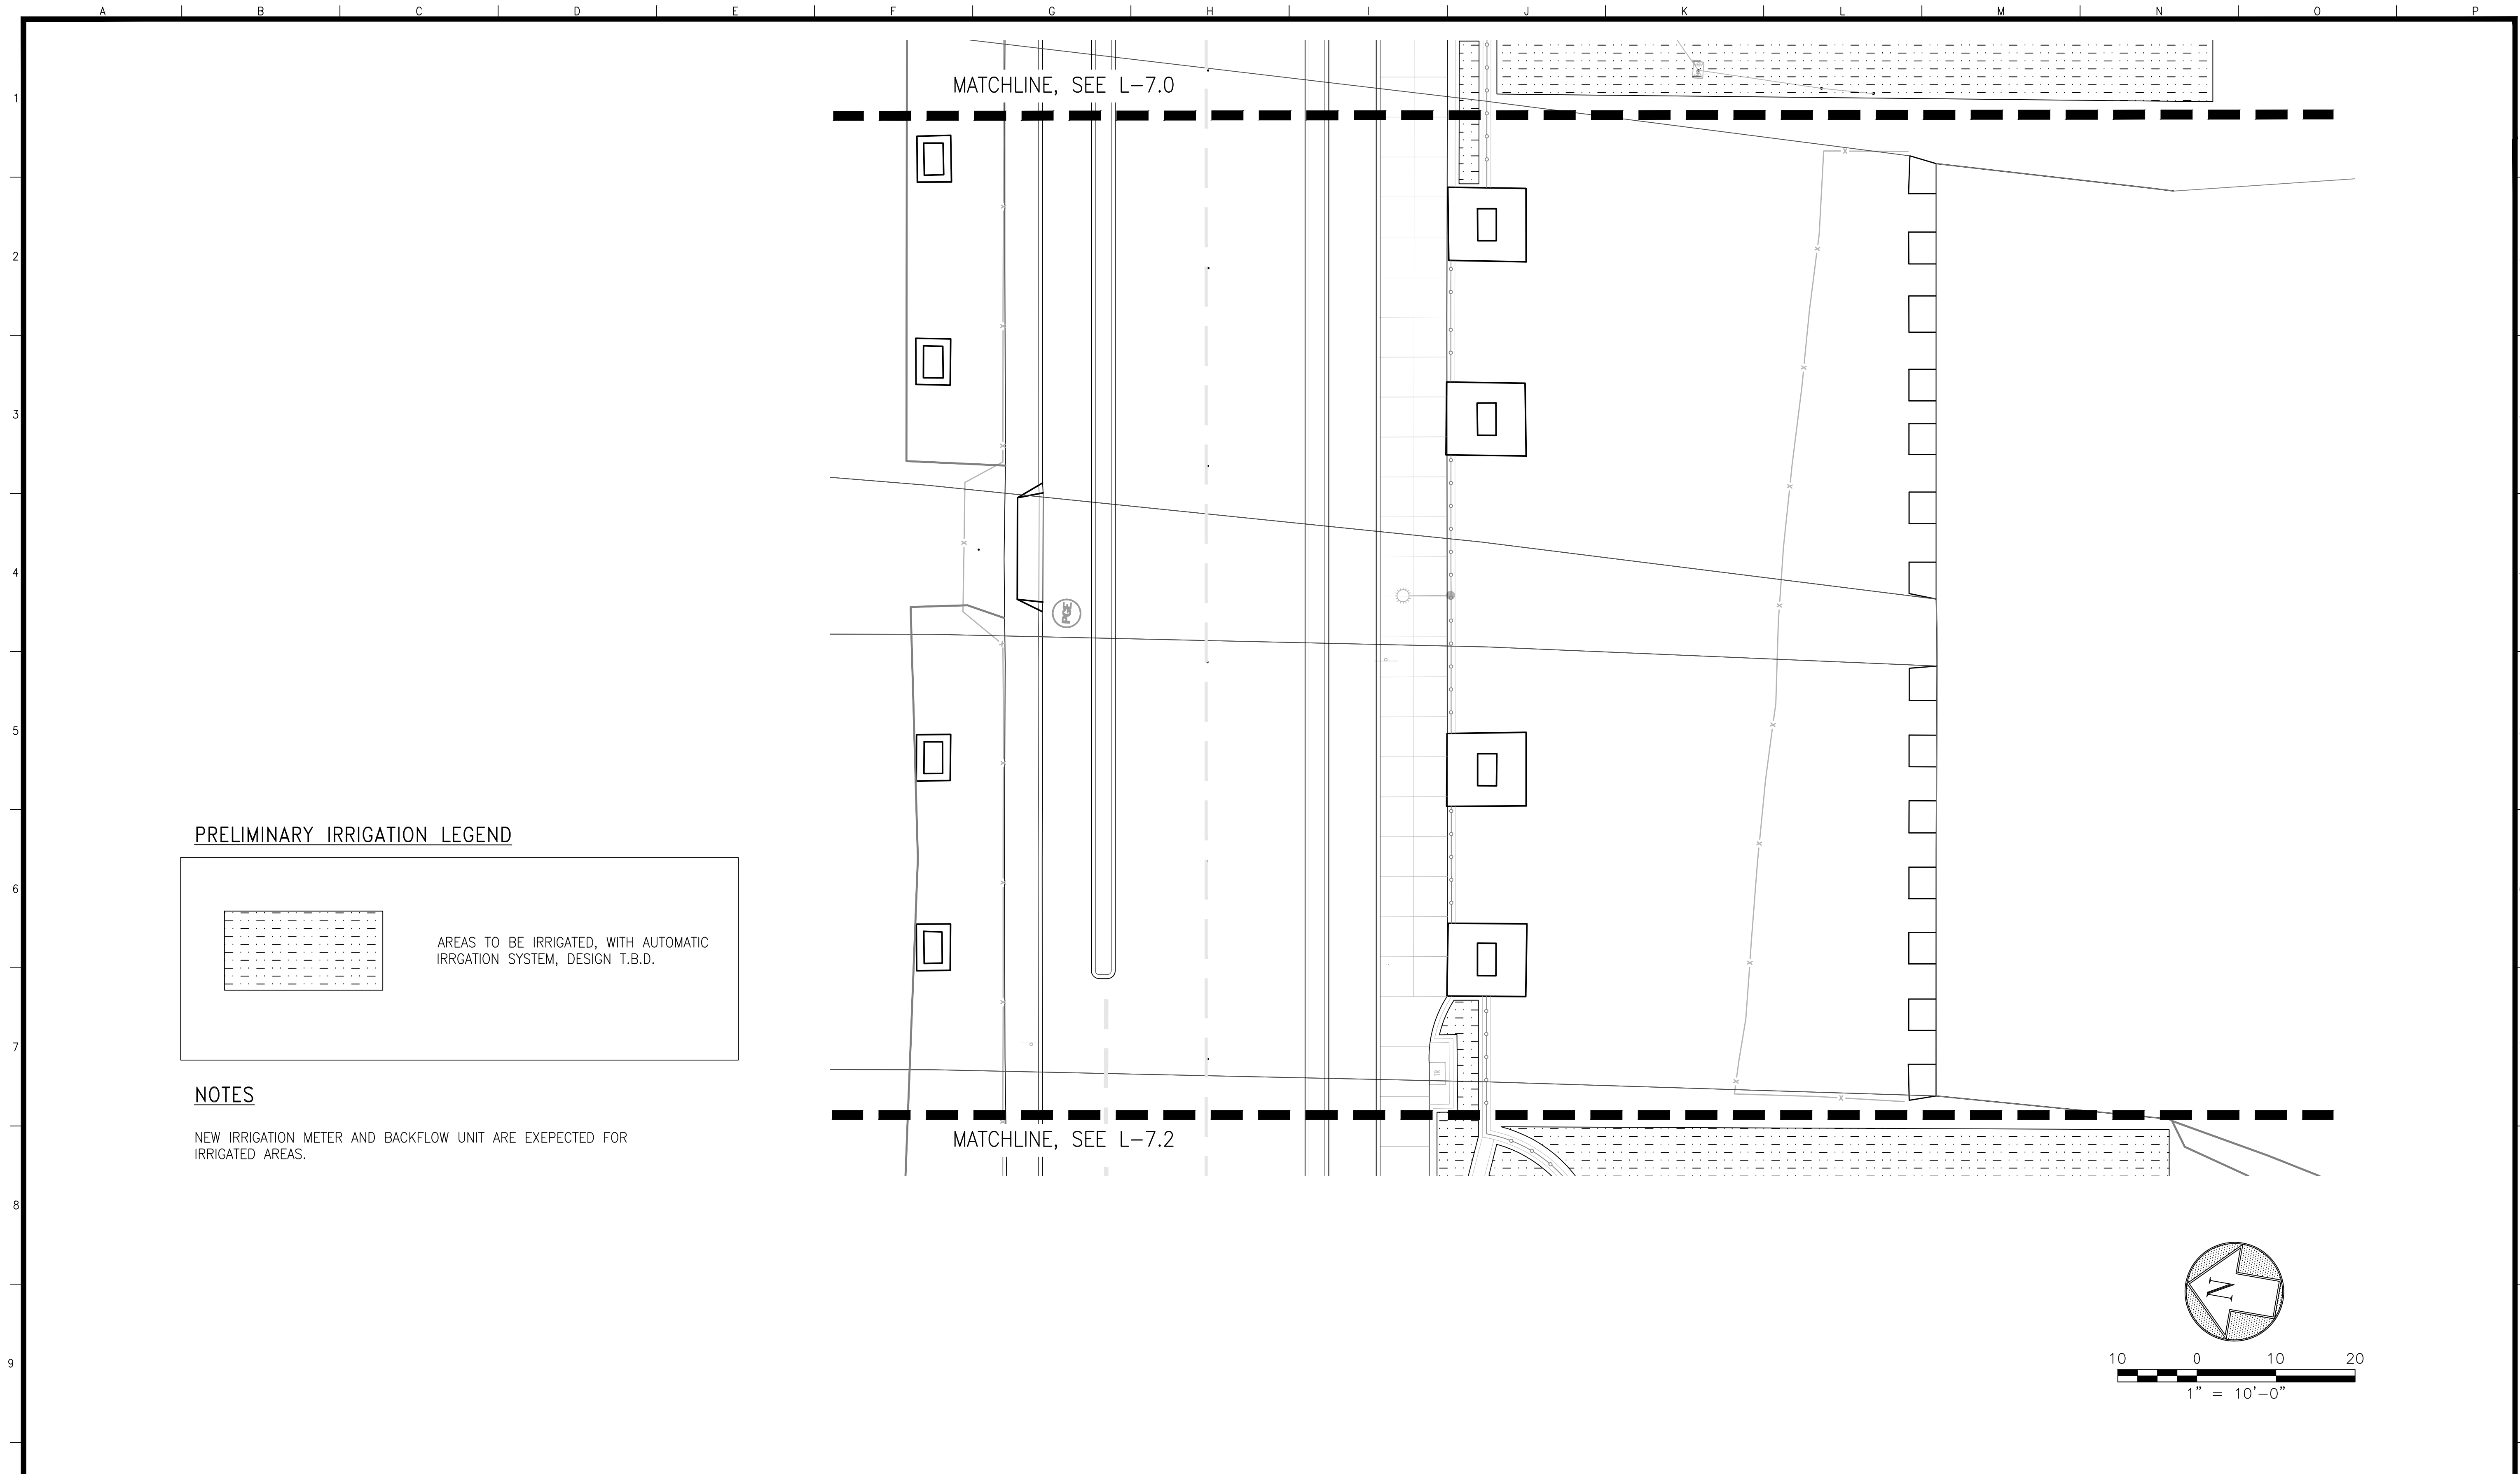 A B C D E F G H I J K L M N O P
1
2
3
4
5
6
7
8
9
MATCHLINE, SEE L-7.0
PGE
PRELIMINARY IRRIGATION LEGEND
AREAS TO BE IRRIGATED, WITH AUTOMATIC
IRRGATION SYSTEM, DESIGN T.B.D.
NOTES
NEW IRRIGATION METER AND BACKFLOW UNIT ARE EXEPECTED FOR
IRRIGATED AREAS.
TR
MATCHLINE, SEE L-7.2
N
10 0 10 20
1" = 10'-0"